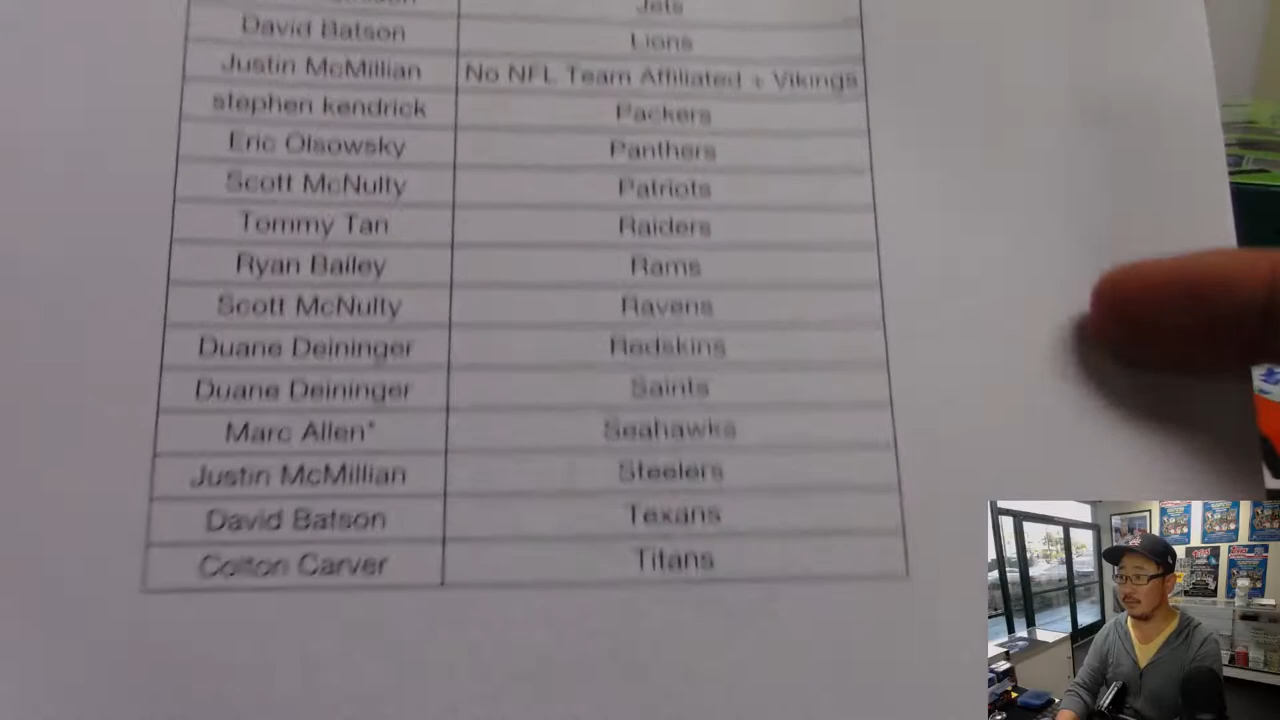 Jets
David Batson Lions
Justin McMillian No NFL Team Affiliated + Vikings
stephen kendrick Packers
Eric Olsowsky Panthers
Scott McNulty Patriots
Tommy Tan Raiders
Ryan Bailey Rams
Scott McNulty Ravens
Duane Deininger Redskins
Duane Deininger Saints
Marc Allen* Seahawks
Justin McMillian Steelers
David Batson Texans
Colton Carver Titans